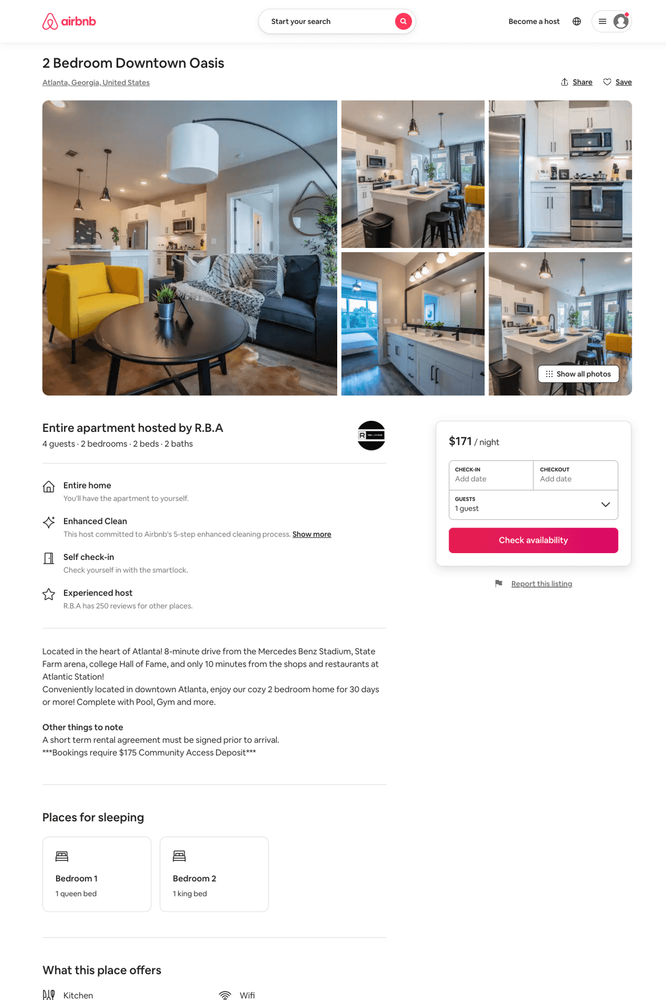 airbnb
Start your search
Become a host
2 Bedroom Downtown Oasis
Atlanta, Georgia, United States
Share
Save
Show all photos
Entire apartment hosted by R.B.A
4 guests · 2 bedrooms · 2 beds · 2 baths
R RBA LIVING
Entire home
You'll have the apartment to yourself.
Enhanced Clean
This host committed to Airbnb's 5-step enhanced cleaning process. Show more
Self check-in
Check yourself in with the smartlock.
Experienced host
R.B.A has 250 reviews for other places.
$171 / night
CHECK-IN
Add date
CHECKOUT
Add date
GUESTS
1 guest
Check availability
Report this listing
Located in the heart of Atlanta! 8-minute drive from the Mercedes Benz Stadium, State
Farm arena, college Hall of Fame, and only 10 minutes from the shops and restaurants at
Atlantic Station!
Conveniently located in downtown Atlanta, enjoy our cozy 2 bedroom home for 30 days
or more! Complete with Pool, Gym and more.
Other things to note
A short term rental agreement must be signed prior to arrival.
***Bookings require $175 Community Access Deposit***
Places for sleeping
Bedroom 1
1 queen bed
Bedroom 2
1 king bed
What this place offers
Kitchen
Wifi